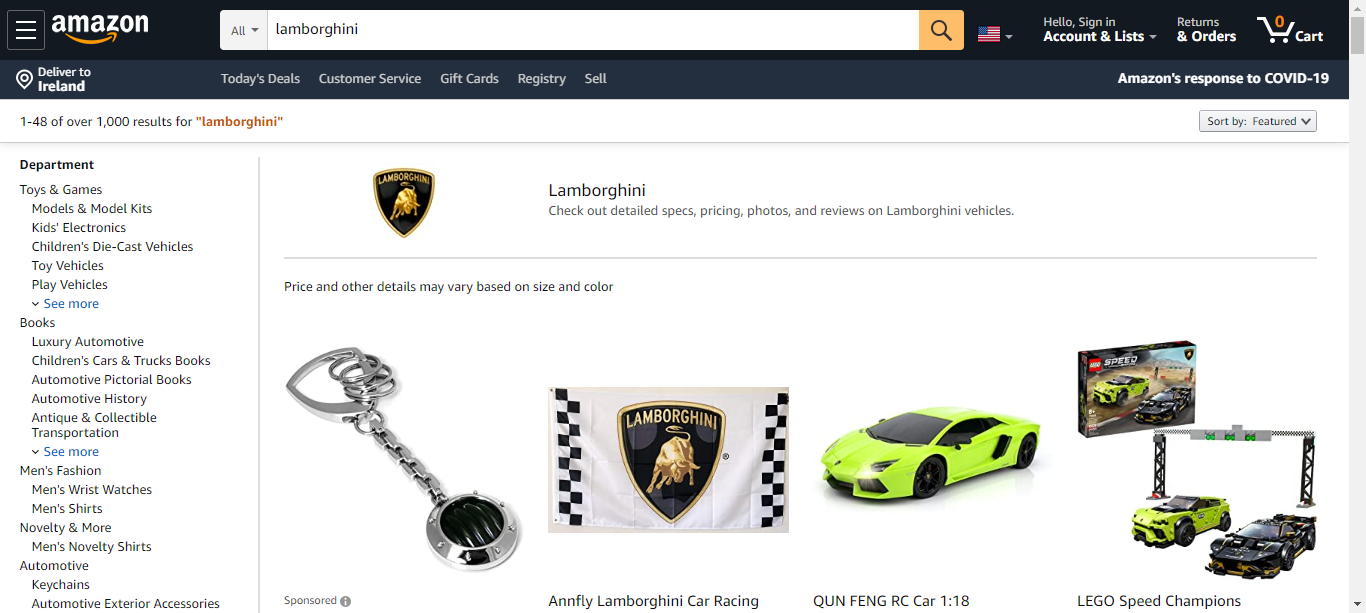 amazon
All
lamborghini
Hello, Sign in
Account & Lists
Returns
& Orders
0
Cart
Deliver to
Ireland
Today's Deals
Customer Service
Gift Cards
Registry
Sell
Amazon's response to COVID-19
1-48 of over 1,000 results for "lamborghini"
Sort by: Featured
Department
Toys & Games
Models & Model Kits
Kids' Electronics
Children's Die-Cast Vehicles
Toy Vehicles
Play Vehicles
See more
Books
Luxury Automotive
Children's Cars & Trucks Books
Automotive Pictorial Books
Automotive History
Antique & Collectible
Transportation
See more
Men's Fashion
Men's Wrist Watches
Men's Shirts
Novelty & More
Men's Novelty Shirts
Automotive
Keychains
Automotive Exterior Accessories
LAMBORGHINI
Lamborghini
Check out detailed specs, pricing, photos, and reviews on Lamborghini vehicles.
Price and other details may vary based on size and color
Sponsored
LAMBORGHINI
®
Annfly Lamborghini Car Racing
QUN FENG RC Car 1:18
LEGO
SPEED
LEGO Speed Champions